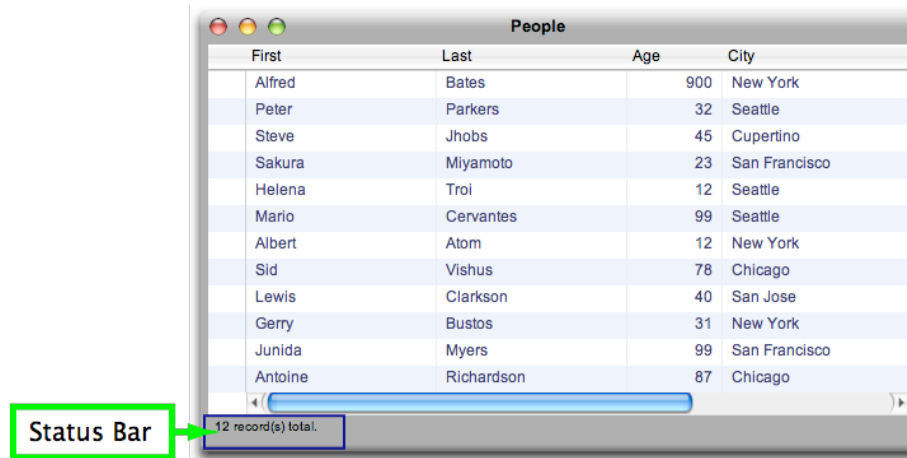 People
First Last Age City
Alfred Bates 900 New York
Peter Parkers 32 Seattle
Steve Jhobs 45 Cupertino
Sakura Miyamoto 23 San Francisco
Helena Troi 12 Seattle
Mario Cervantes 99 Seattle
Albert Atom 12 New York
Sid Vishus 78 Chicago
Lewis Clarkson 40 San Jose
Gerry Bustos 31 New York
Junida Myers 99 San Francisco
Antoine Richardson 87 Chicago
12 record(s) total.
Status Bar